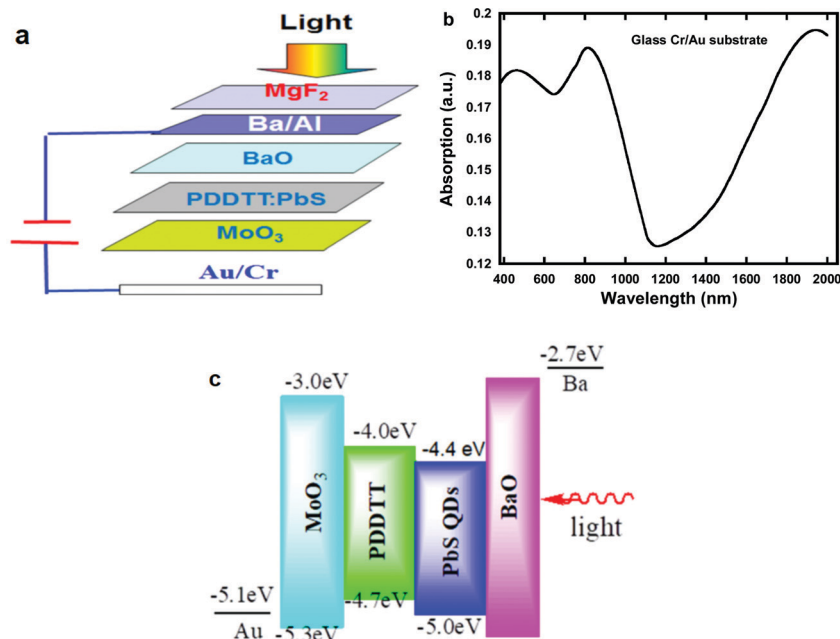 a
Light
MgF₂
Ba/Al
BaO
PDDTT:PbS
MoO₃
Au/Cr
b
Glass Cr/Au substrate
Absorption (a.u.)
0.2
0.19
0.18
0.17
0.16
0.15
0.14
0.13
0.12
400 600 800 1000 1200 1400 1600 1800 2000
Wavelength (nm)
c
-2.7eV
Ba
-3.0eV
-4.0eV
-4.4 eV
MoO₃
PDDTT
PbS QDs
BaO
light
-5.1eV
Au
-5.3eV
-4.7eV
-5.0eV